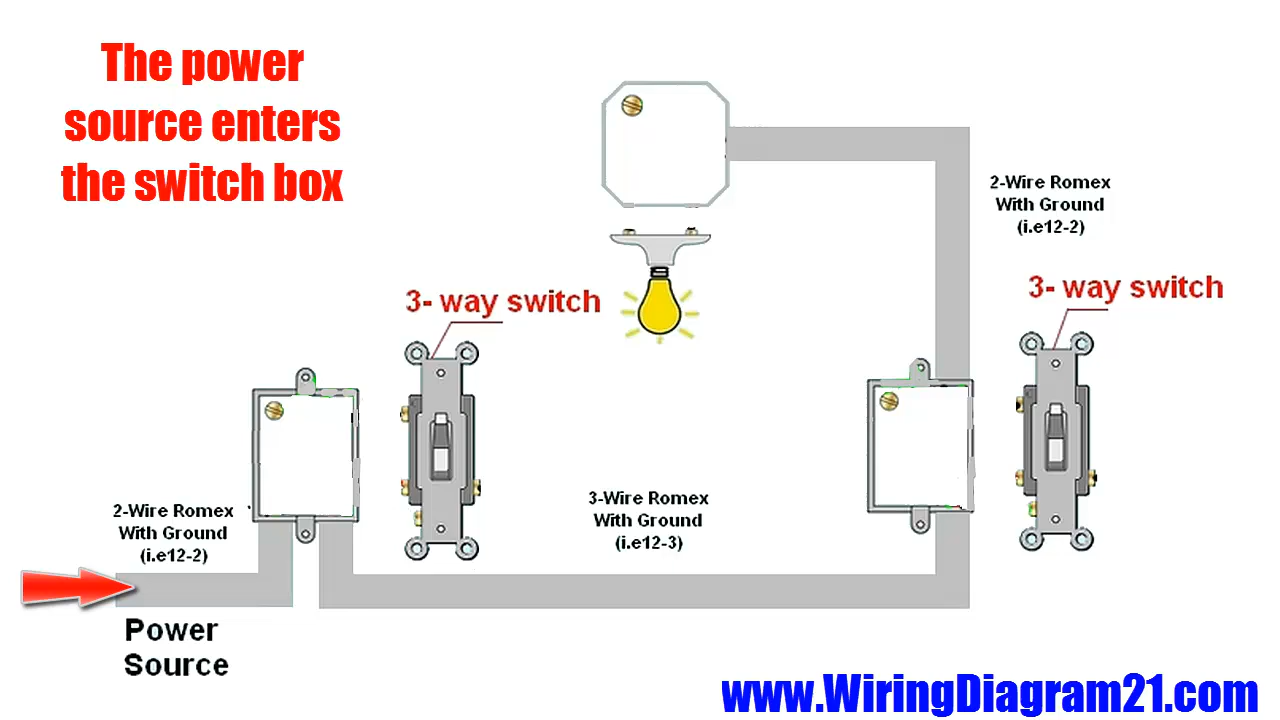 The power
source enters
the switch box
2-Wire Romex
With Ground
(i.e12-2)
3- way switch
3- way switch
2-Wire Romex
With Ground
(i.e12-2)
3-Wire Romex
With Ground
(i.e12-3)
Power
Source
www.WiringDiagram21.com